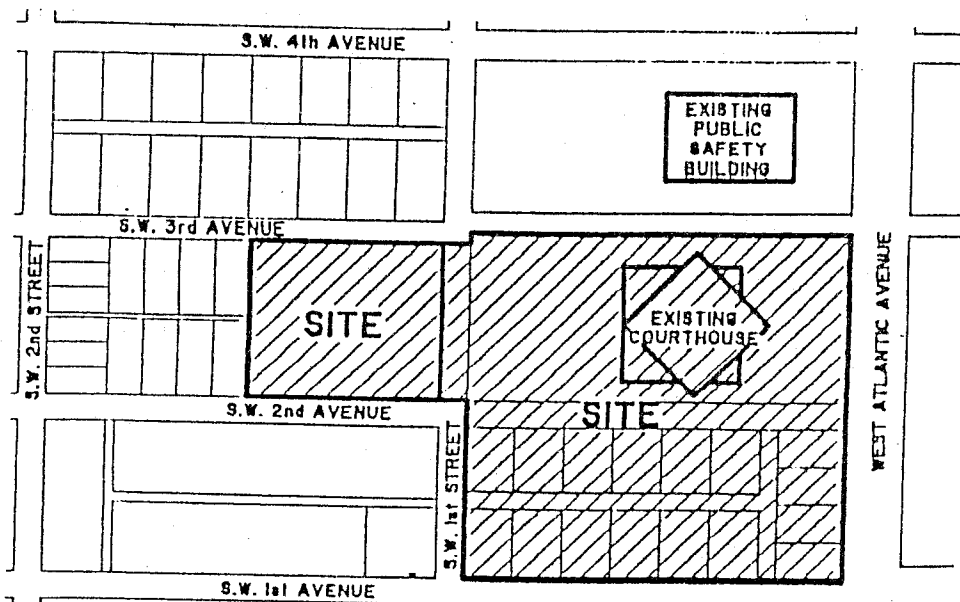 S.W. 4th AVENUE
EXISTING
PUBLIC
SAFETY
BUILDING
S.W. 3rd AVENUE
S.W. 2nd STREET
SITE
EXISTING
COURTHOUSE
WEST ATLANTIC AVENUE
S.W. 2nd AVENUE
SITE
S.W. 1st STREET
S.W. 1st AVENUE